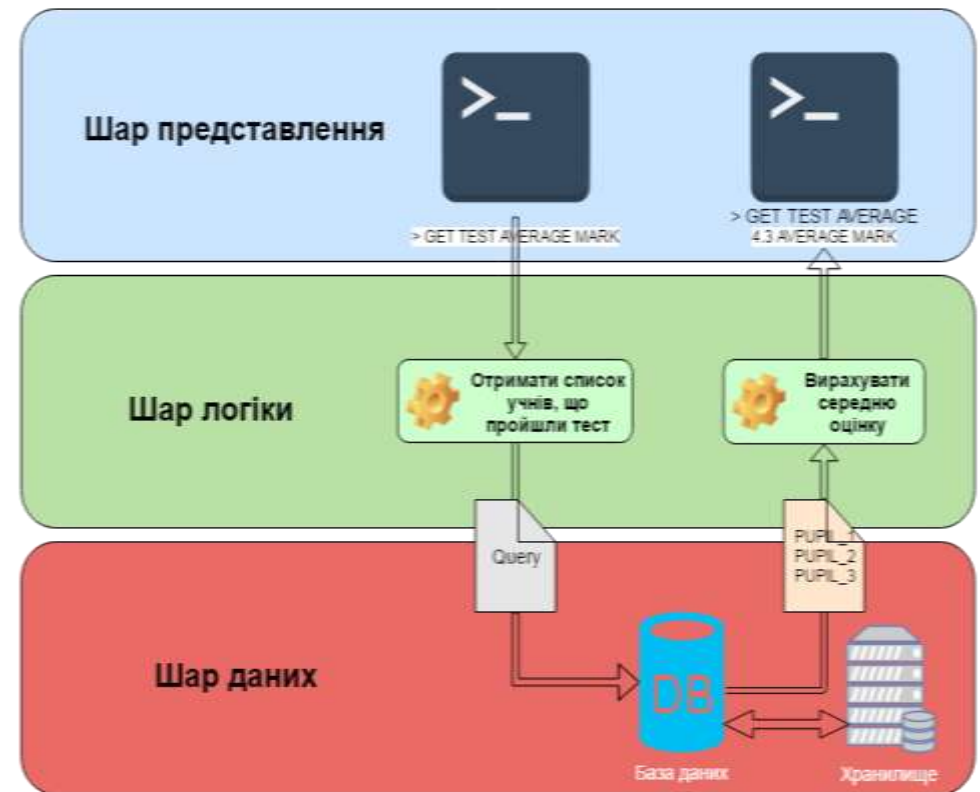 >_
>_
Шар представлення
> GET TEST AVERAGE MARK
> GET TEST AVERAGE
4.3 AVERAGE MARK
Шар логіки
Отримати список
учнів, що
пройшли тест
Вирахувати
середню
оцінку
Query
PUPIL_1
PUPIL_2
PUPIL_3
Шар даних
DB
База даних
Хранилище